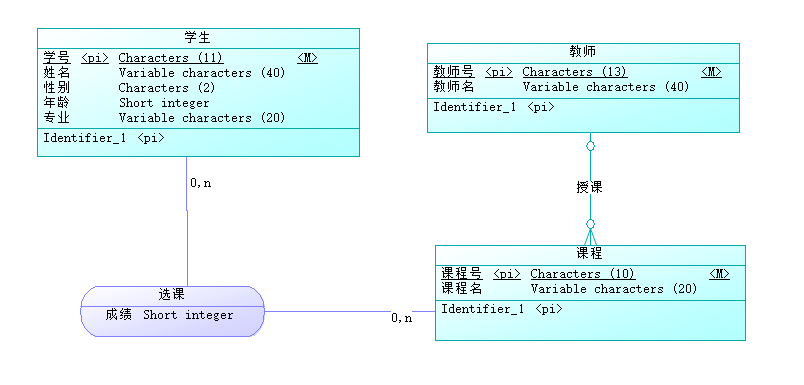 学生
学号 <pi> Characters (11) <M>
姓名 Variable characters (40)
性别 Characters (2)
年龄 Short integer
专业 Variable characters (20)
Identifier_1 <pi>
教师
教师号 <pi> Characters (13) <M>
教师名 Variable characters (40)
Identifier_1 <pi>
0,n
授课
选课
成绩 Short integer
0,n
课程
课程号 <pi> Characters (10) <M>
课程名 Variable characters (20)
Identifier_1 <pi>